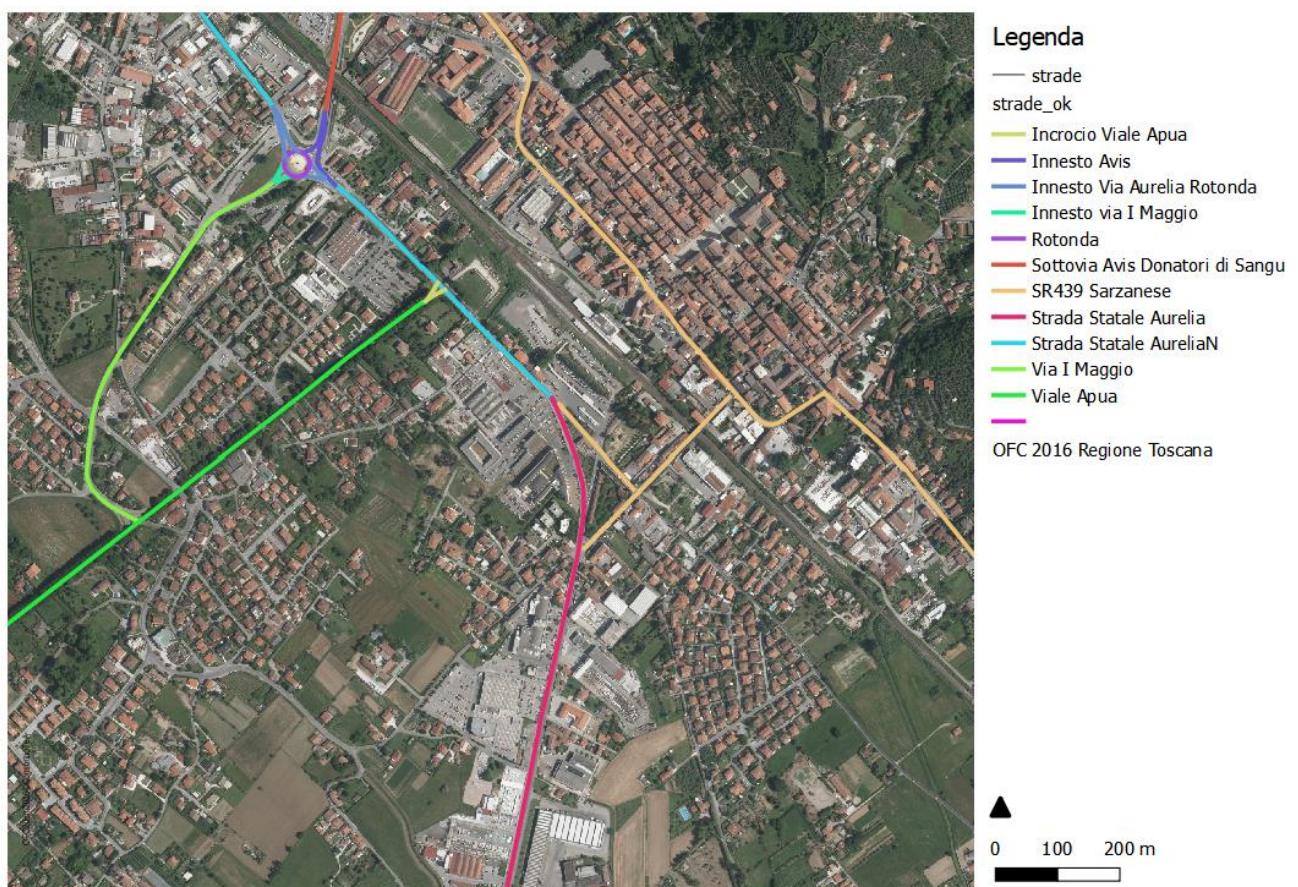 Legenda
strade
strade_ok
Incrocio Viale Apua
Innesto Avis
Innesto Via Aurelia Rotonda
Innesto via I Maggio
Rotonda
Sottovia Avis Donatori di Sangu
SR439 Sarzanese
Strada Statale Aurelia
Strada Statale AureliaN
Via I Maggio
Viale Apua
OFC 2016 Regione Toscana
0 100 200 m